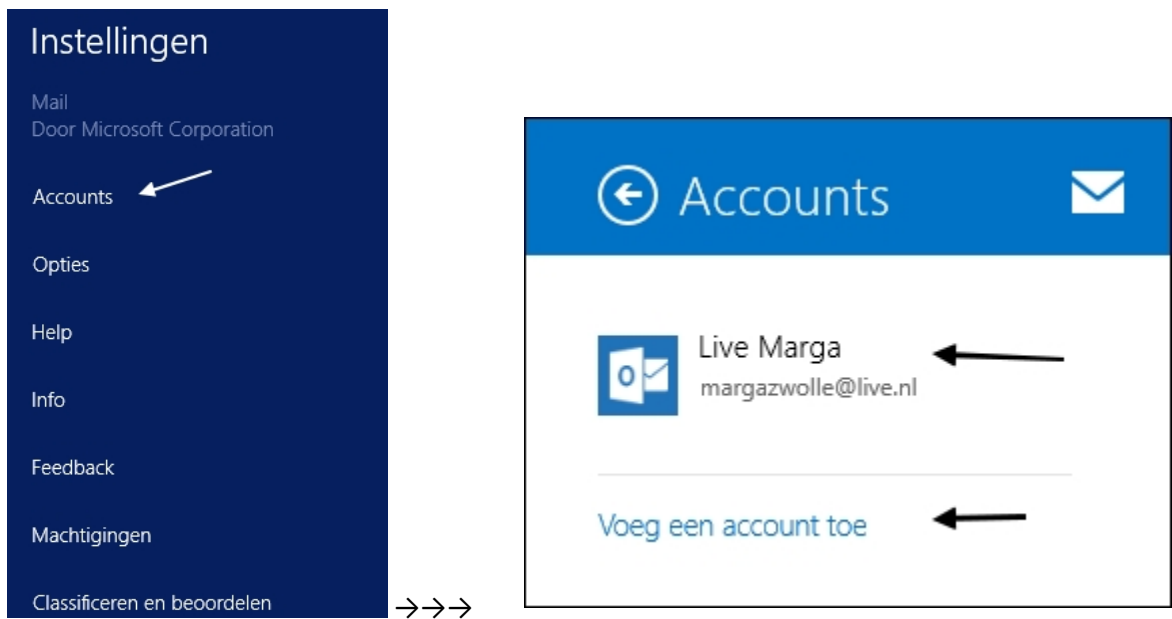 Instellingen
Mail
Door Microsoft Corporation
Accounts
Opties
Help
Info
Feedback
Machtigingen
Classificeren en beoordelen
→→→
Accounts
Live Marga
margazwolle@live.nl
Voeg een account toe